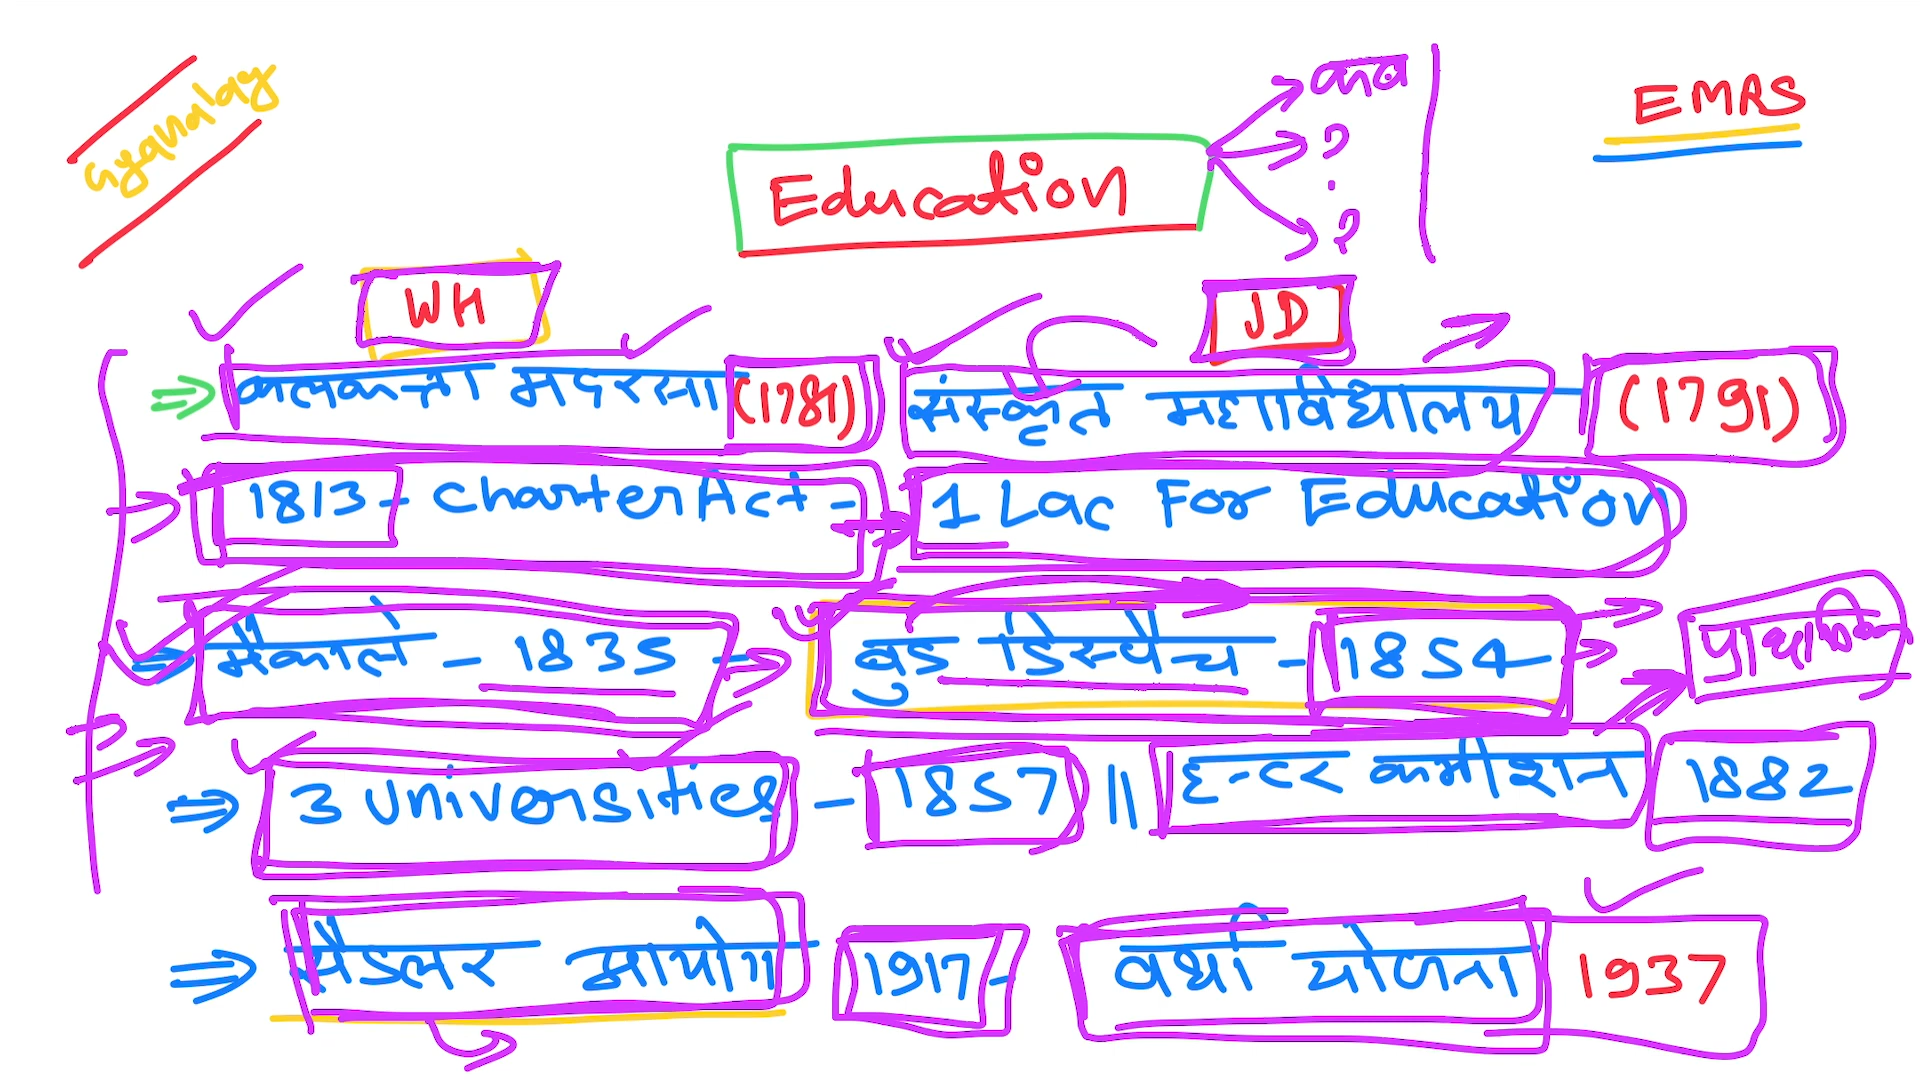 Gyanalay
Education
कब
?
?
EMRS
WH
JD
कलकत्ता मदरसा (1781)
संस्कृत महाविद्यालय (1791)
1813 - Charter Act - 1 Lac For Education
मैकाले - 1835 - वुड डिस्पैच - 1854
3 Universities - 1857 || हन्टर कमीशन 1882
सैडलर आयोग 1917 - वर्धा योजना 1937